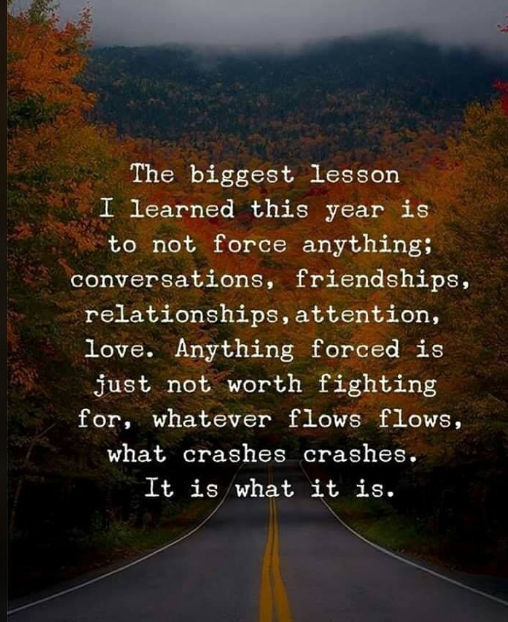 The biggest lesson
I learned this year is
to not force anything;
conversations, friendships,
relationships,attention,
love. Anything forced is
just not worth fighting
for, whatever flows flows,
what crashes crashes.
It is what it is.